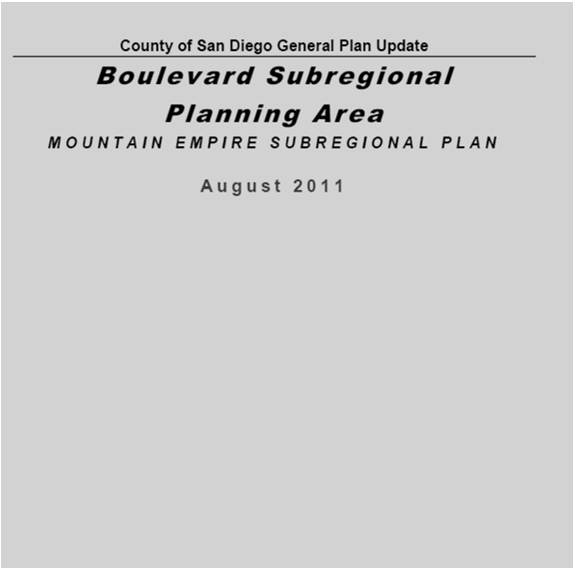 County of San Diego General Plan Update
Boulevard Subregional
Planning Area
MOUNTAIN EMPIRE SUBREGIONAL PLAN
August 2011